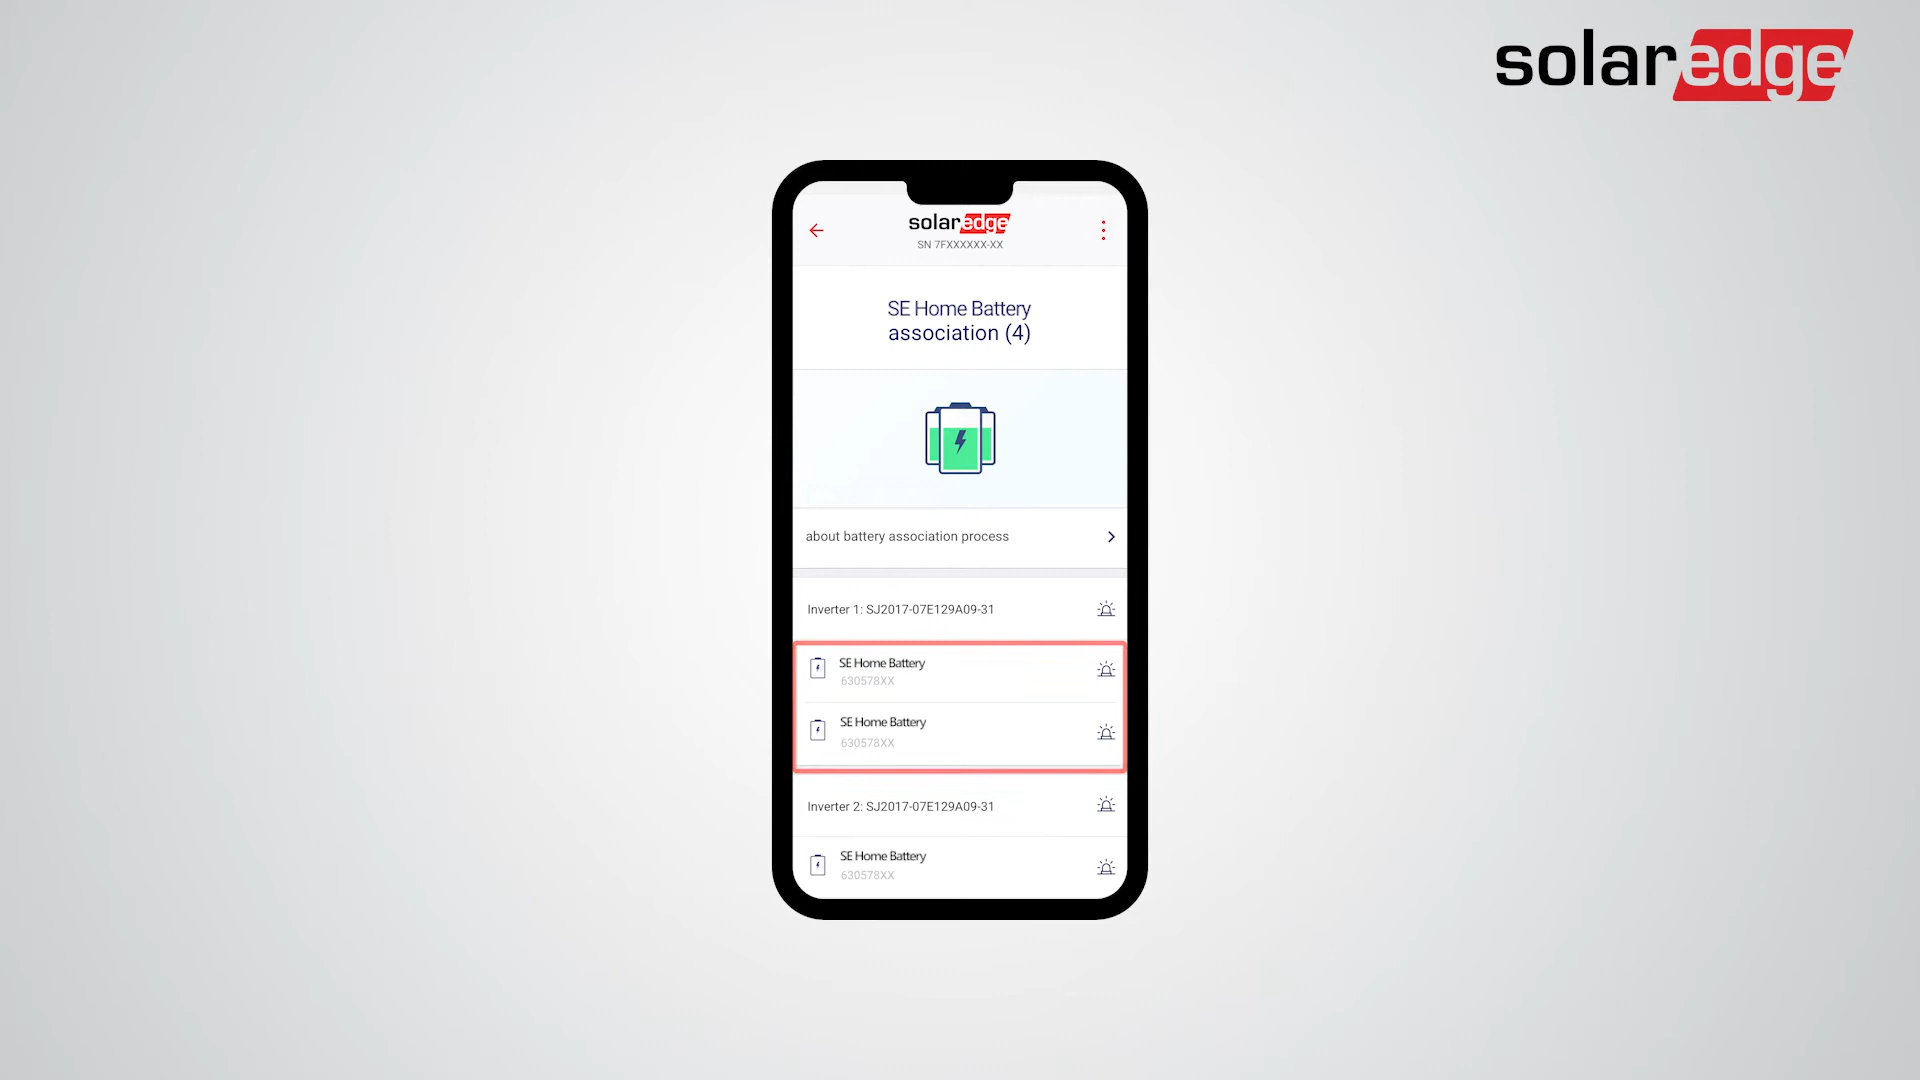 solaredge
solaredge
SN 7FXXXXXX-XX
SE Home Battery
association (4)
about battery association process
Inverter 1: SJ2017-07E129A09-31
SE Home Battery
630578XX
SE Home Battery
630578XX
Inverter 2: SJ2017-07E129A09-31
SE Home Battery
630578XX